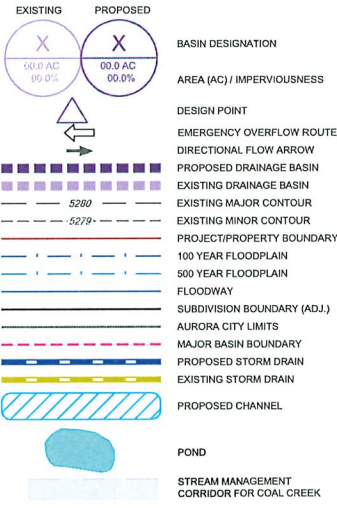 EXISTING PROPOSED
X X
00.0 AC 00.0 AC
00.0% 00.0%
BASIN DESIGNATION
AREA (AC) / IMPERVIOUSNESS
DESIGN POINT
EMERGENCY OVERFLOW ROUTE
DIRECTIONAL FLOW ARROW
PROPOSED DRAINAGE BASIN
EXISTING DRAINAGE BASIN
5280 EXISTING MAJOR CONTOUR
5279 EXISTING MINOR CONTOUR
PROJECT/PROPERTY BOUNDARY
100 YEAR FLOODPLAIN
500 YEAR FLOODPLAIN
FLOODWAY
SUBDIVISION BOUNDARY (ADJ.)
AURORA CITY LIMITS
MAJOR BASIN BOUNDARY
PROPOSED STORM DRAIN
EXISTING STORM DRAIN
PROPOSED CHANNEL
POND
STREAM MANAGEMENT
CORRIDOR FOR COAL CREEK